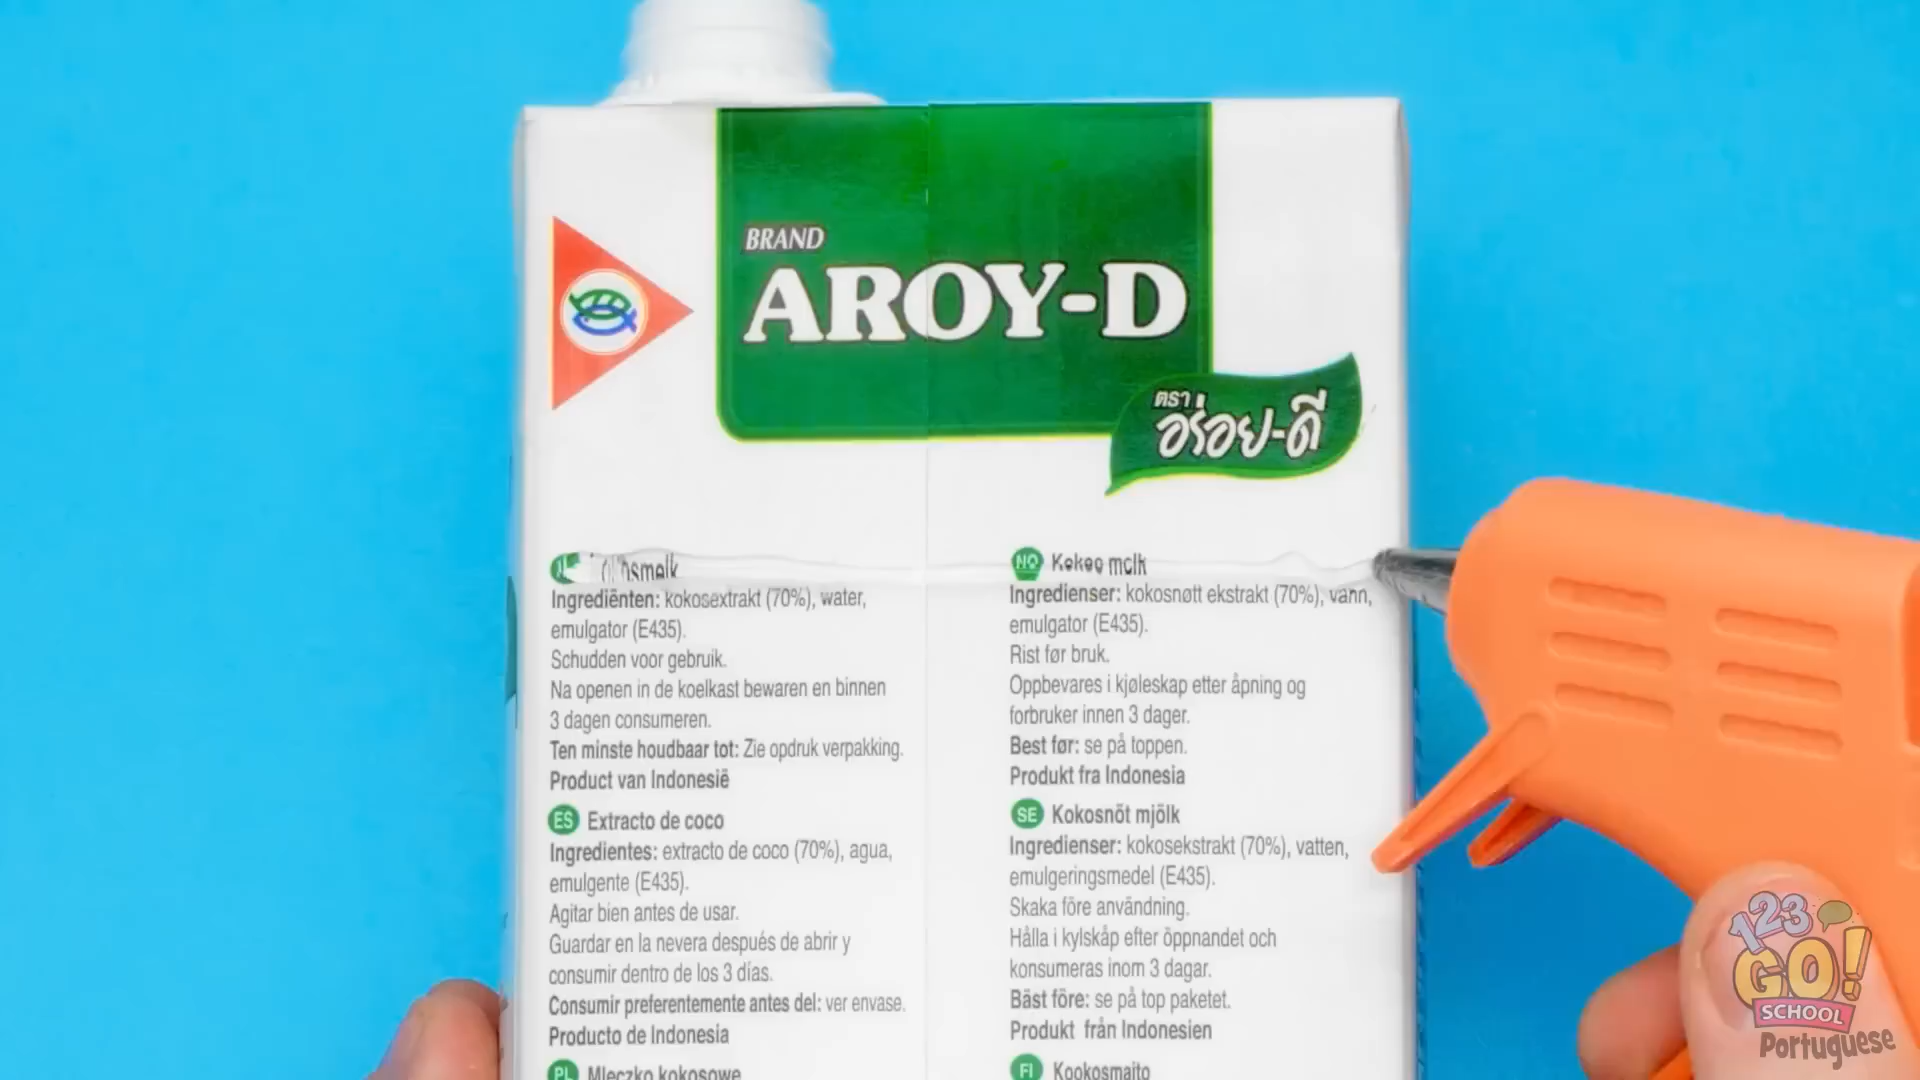 BRAND
AROY-D
ตรา
อร่อย-ดี
Ingrediënten: kokosextrakt (70%), water,
emulgator (E435).
Schudden voor gebruik.
Na openen in de koelkast bewaren en binnen
3 dagen consumeren.
Ten minste houdbaar tot: Zie opdruk verpakking.
Product van Indonesië
ES Extracto de coco
Ingredientes: extracto de coco (70%), agua,
emulgente (E435).
Agitar bien antes de usar.
Guardar en la nevera después de abrir y
consumir dentro de los 3 días.
Consumir preferentemente antes del: ver envase.
Producto de Indonesia
PL Mleczko kokosowe
NO
Ingredienser: kokosnøtt ekstrakt (70%), vann,
emulgator (E435).
Rist før bruk.
Oppbevares i kjøleskap etter åpning og
forbruker innen 3 dager.
Best før: se på toppen.
Produkt fra Indonesia
SE Kokosnöt mjölk
Ingredienser: kokosekstrakt (70%), vatten,
emulgeringsmedel (E435).
Skaka före användning.
Hålla i kylskåp efter öppnandet och
konsumeras inom 3 dagar.
Bäst före: se på top paketet.
Produkt från Indonesien
FI Kookosmaito
123
GO!
SCHOOL
Portuguese